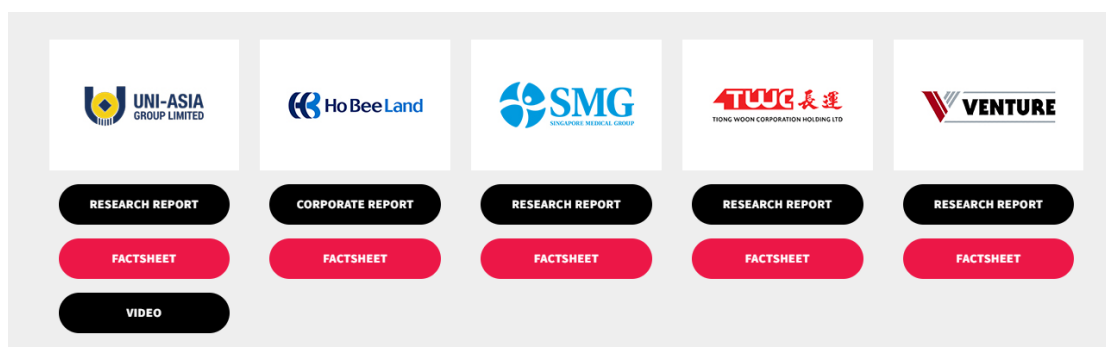 UNI-ASIA
GROUP LIMITED
Ho Bee Land
SMG
SINGAPORE MEDICAL GROUP
TWC 長運
TIONG WOON CORPORATION HOLDING LTD
VENTURE
RESEARCH REPORT
CORPORATE REPORT
RESEARCH REPORT
RESEARCH REPORT
RESEARCH REPORT
FACTSHEET
FACTSHEET
FACTSHEET
FACTSHEET
FACTSHEET
VIDEO